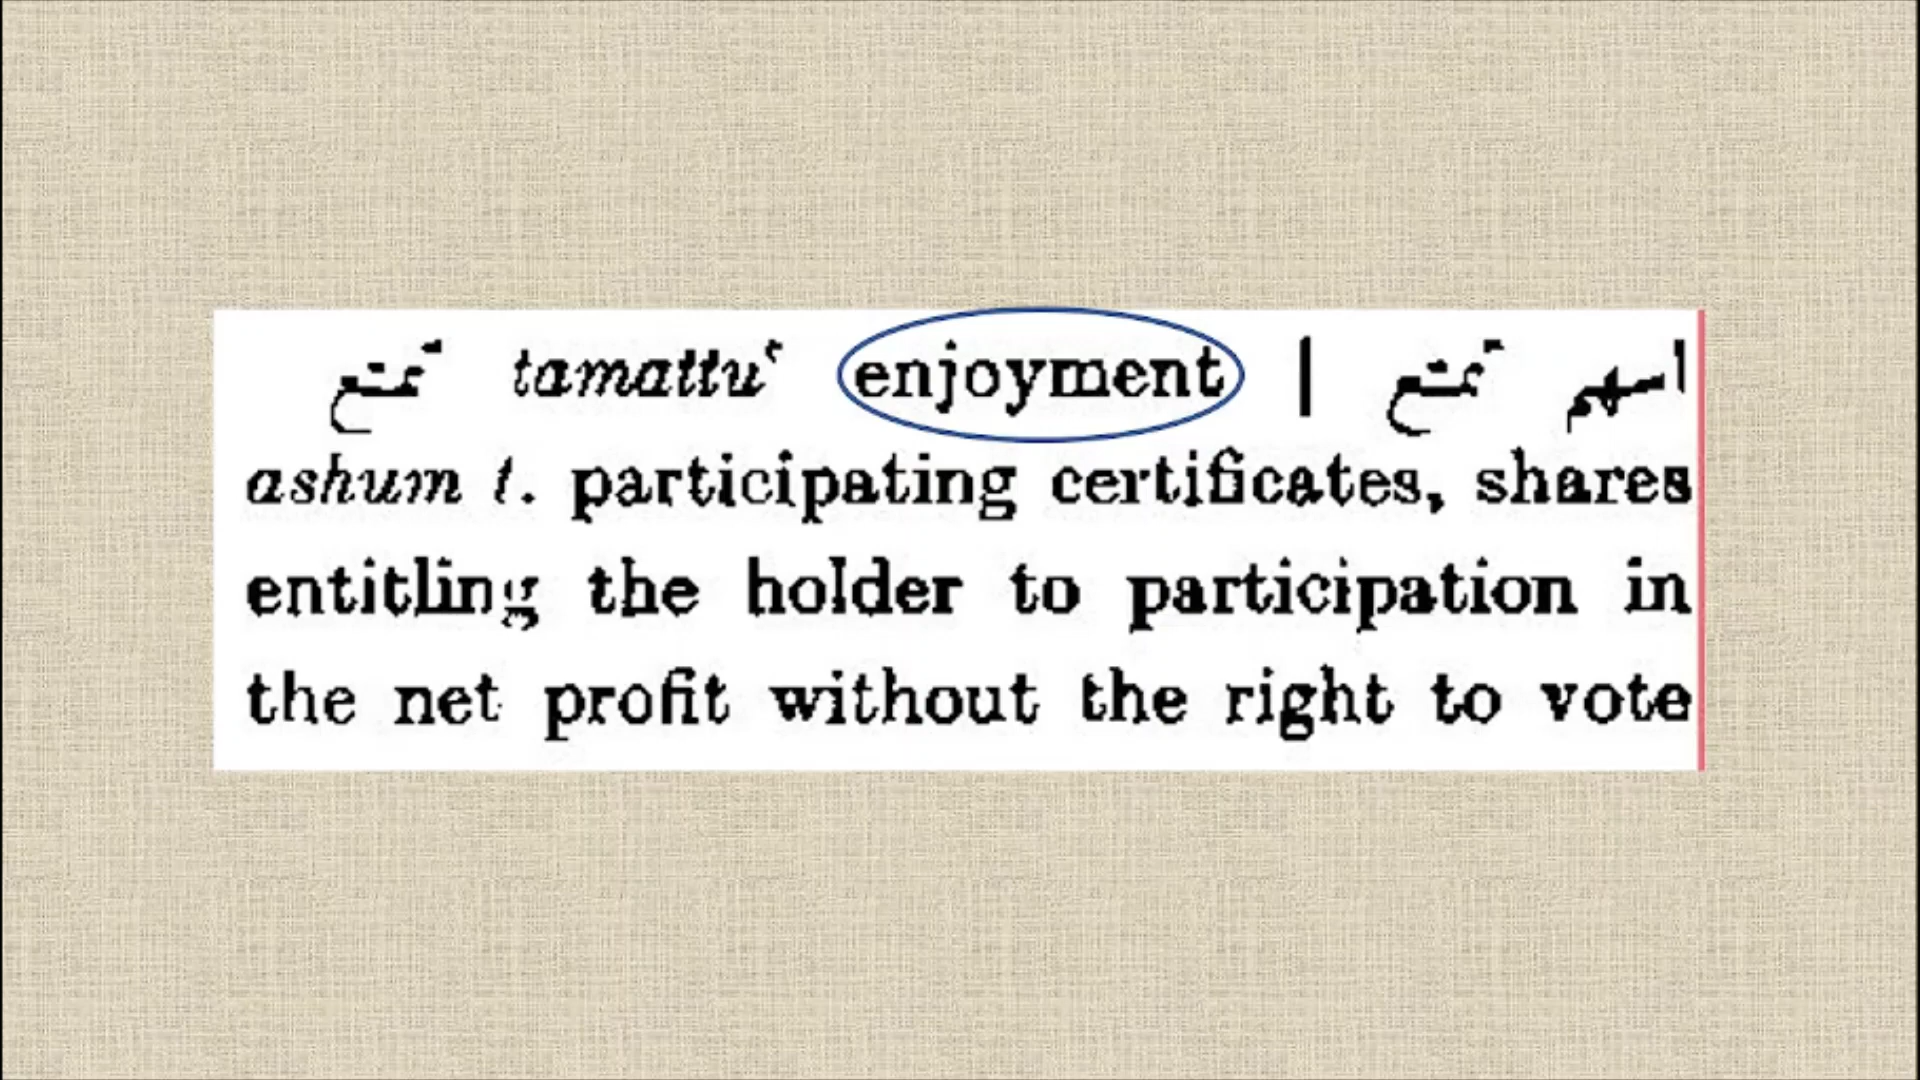 تمتع tamattu‘ enjoyment | اسهم تمتع
ashum t. participating certificates, shares
entitling the holder to participation in
the net profit without the right to vote